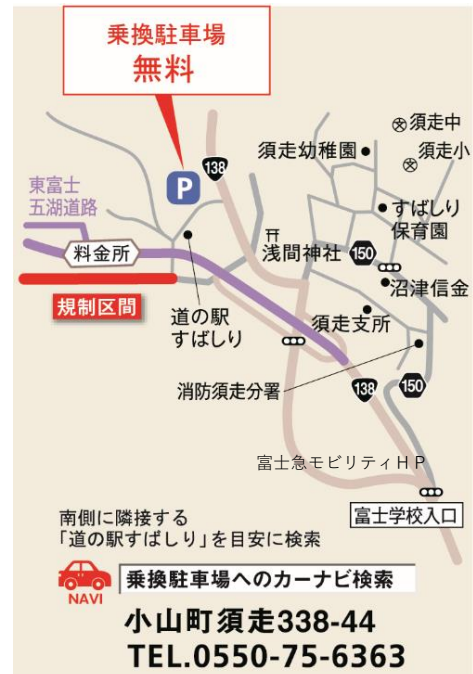 乗換駐車場
無料
138
P
須走中
須走幼稚園
須走小
東富士
五湖道路
すばしり
保育園
料金所
浅間神社
150
沼津信金
規制区間
道の駅
すばしり
須走支所
消防須走分署
138
150
富士急モビリティHP
富士学校入口
南側に隣接する
「道の駅すばしり」を目安に検索
NAVI
乗換駐車場へのカーナビ検索
小山町須走338-44
TEL.0550-75-6363